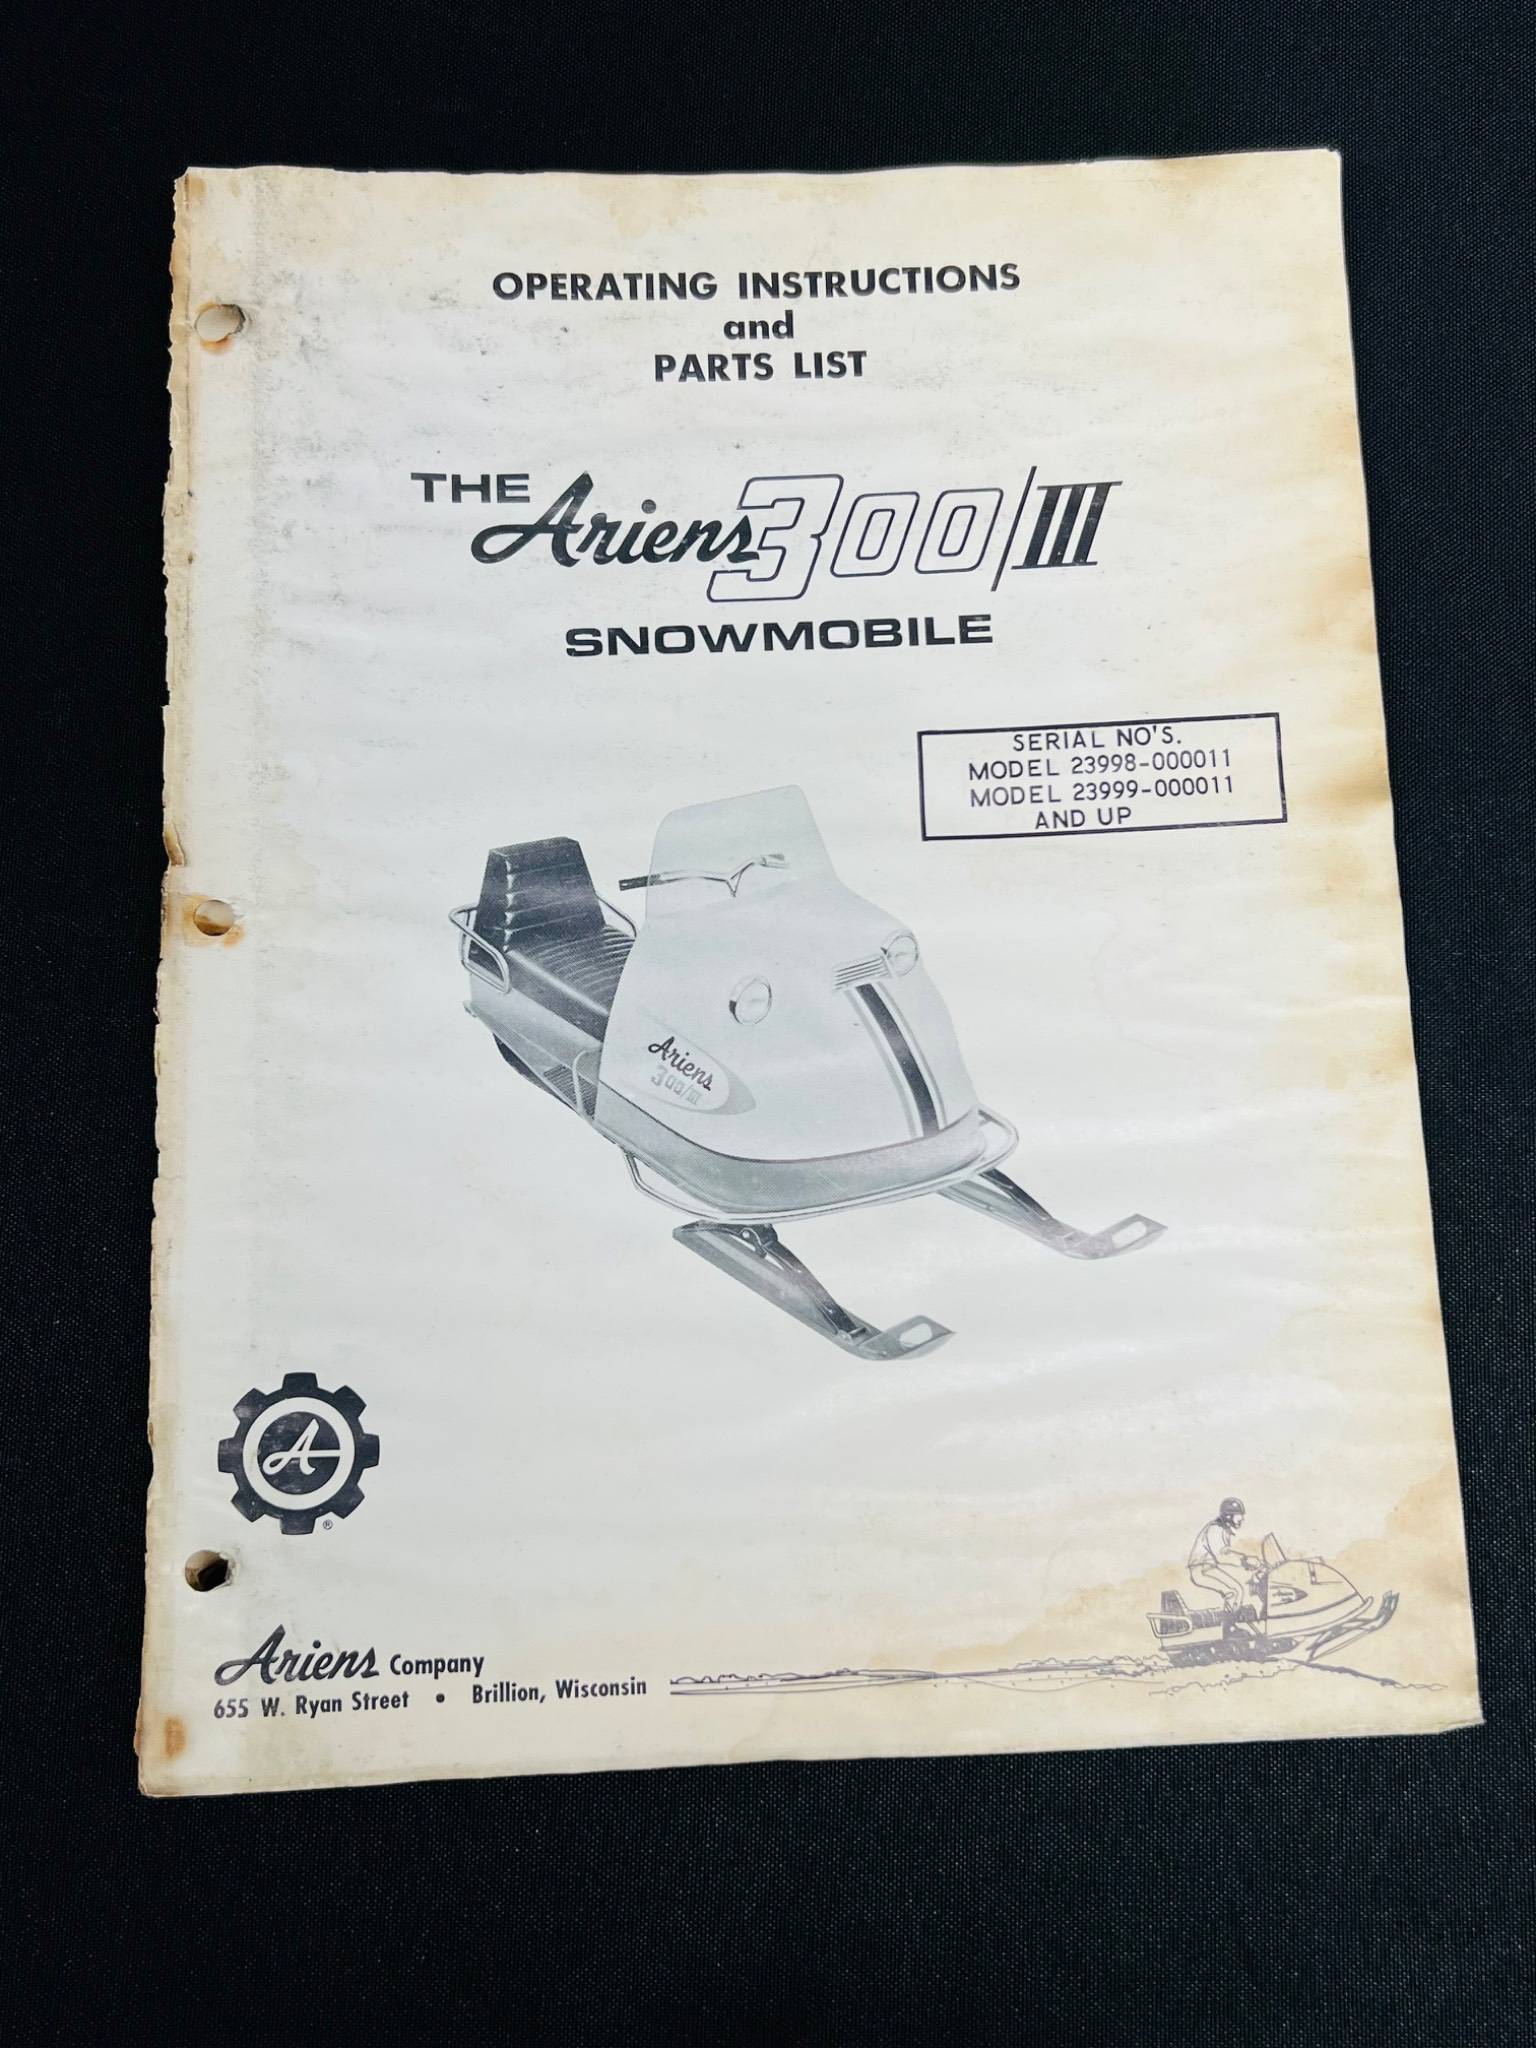 OPERATING INSTRUCTIONS
and
PARTS LIST
THE Ariens 300/III
SNOWMOBILE
SERIAL NO'S.
MODEL 23998-000011
MODEL 23999-000011
AND UP
Ariens
300/III
A
®
Ariens Company
655 W. Ryan Street • Brillion, Wisconsin